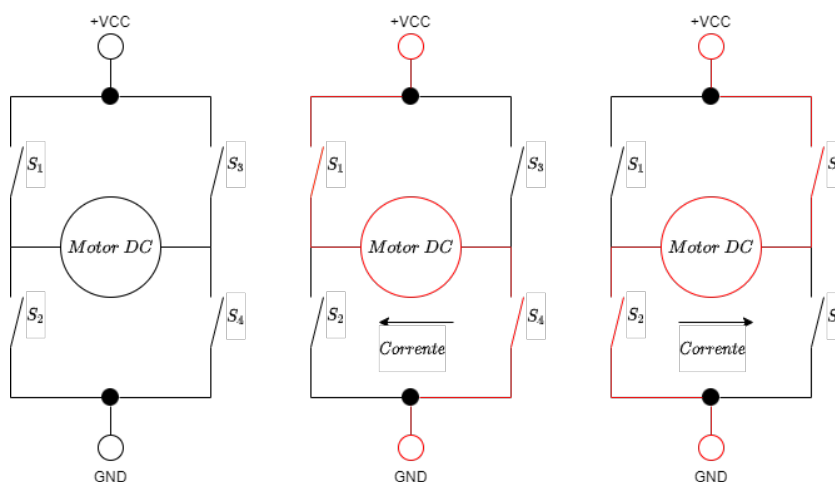 +VCC
S1
S3
Motor DC
S2
S4
GND
+VCC
S1
S3
Motor DC
S2
S4
Corrente
GND
+VCC
S1
S
Motor DC
S2
S
Corrente
GND